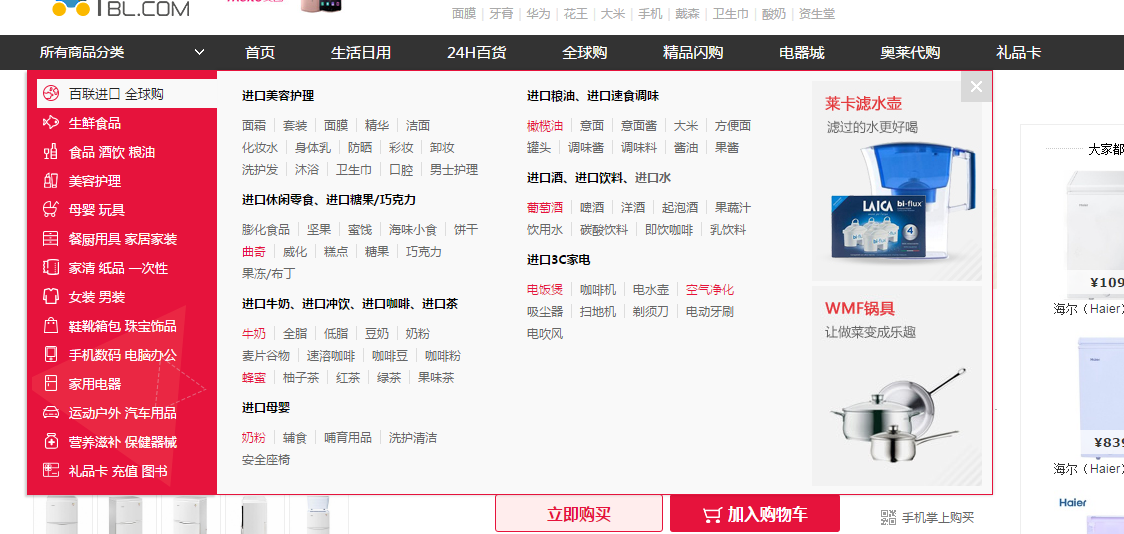 TBL.COM
面膜 | 牙膏 | 华为 | 花王 | 大米 | 手机 | 戴森 | 卫生巾 | 酸奶 | 资生堂
所有商品分类 首页 生活日用 24H百货 全球购 精品闪购 电器城 奥莱代购 礼品卡
百联进口 全球购
生鲜食品
食品 酒饮 粮油
美容护理
母婴 玩具
餐厨用具 家居家装
家清 纸品 一次性
女装 男装
鞋靴箱包 珠宝饰品
手机数码 电脑办公
家用电器
运动户外 汽车用品
营养滋补 保健器械
礼品卡 充值 图书
进口美容护理
面霜 套装 面膜 精华 洁面
化妆水 身体乳 防晒 彩妆 卸妆
洗护发 沐浴 卫生巾 口腔 男士护理
进口休闲零食、进口糖果/巧克力
膨化食品 坚果 蜜饯 海味小食 饼干
曲奇 威化 糕点 糖果 巧克力
果冻/布丁
进口牛奶、进口冲饮、进口咖啡、进口茶
牛奶 全脂 低脂 豆奶 奶粉
麦片谷物 速溶咖啡 咖啡豆 咖啡粉
蜂蜜 柚子茶 红茶 绿茶 果味茶
进口母婴
奶粉 辅食 哺育用品 洗护清洁
安全座椅
进口粮油、进口速食调味
橄榄油 意面 意面酱 大米 方便面
罐头 调味酱 调味料 酱油 果酱
进口酒、进口饮料、进口水
葡萄酒 啤酒 洋酒 起泡酒 果蔬汁
饮用水 碳酸饮料 即饮咖啡 乳饮料
进口3C家电
电饭煲 咖啡机 电水壶 空气净化
吸尘器 扫地机 剃须刀 电动牙刷
电吹风
莱卡滤水壶
滤过的水更好喝
LAICA bi-flux
bi-flux
4
WMF锅具
让做菜变成乐趣
大家都
¥109
海尔（Haier）
Haier
¥839
海尔（Haier）
Haier
立即购买 加入购物车 手机掌上购买